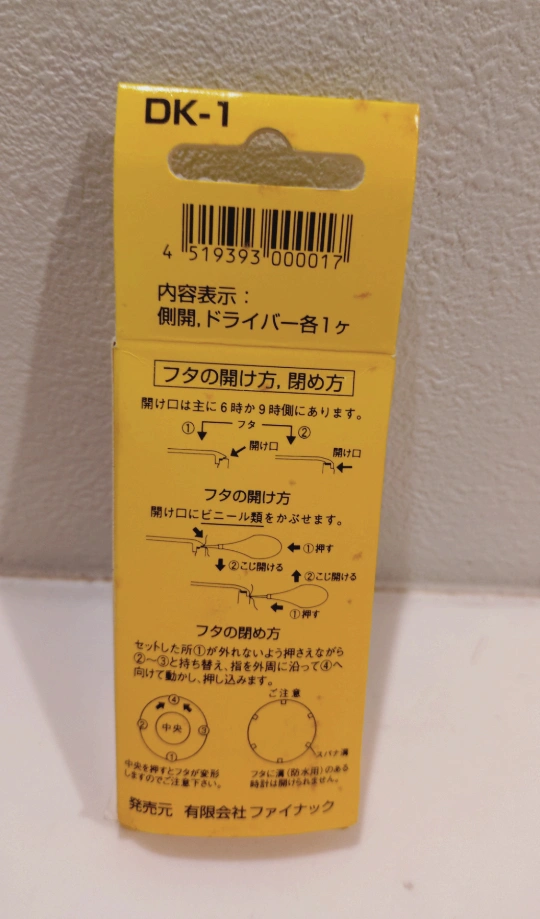 DK-1
4 519393 000017
内容表示：
側開,ドライバー各1ヶ
フタの開け方, 閉め方
開け口は主に6時か9時側にあります。
① フタ ②
開け口
開け口
フタの開け方
開け口にビニール類をかぶせます。
①押す
②こじ開ける
②こじ開ける
①押す
フタの閉め方
セットした所①が外れないよう押さえながら
②〜③と持ち替え、指を外周に沿って④へ
向けて動かし、押し込みます。
④
② 中央 ③
①
中央を押すとフタが変形
しますのでご注意下さい。
ご注意
スパナ溝
フタに溝(防水用)のある
時計は開けられません。
発売元 有限会社ファイナック